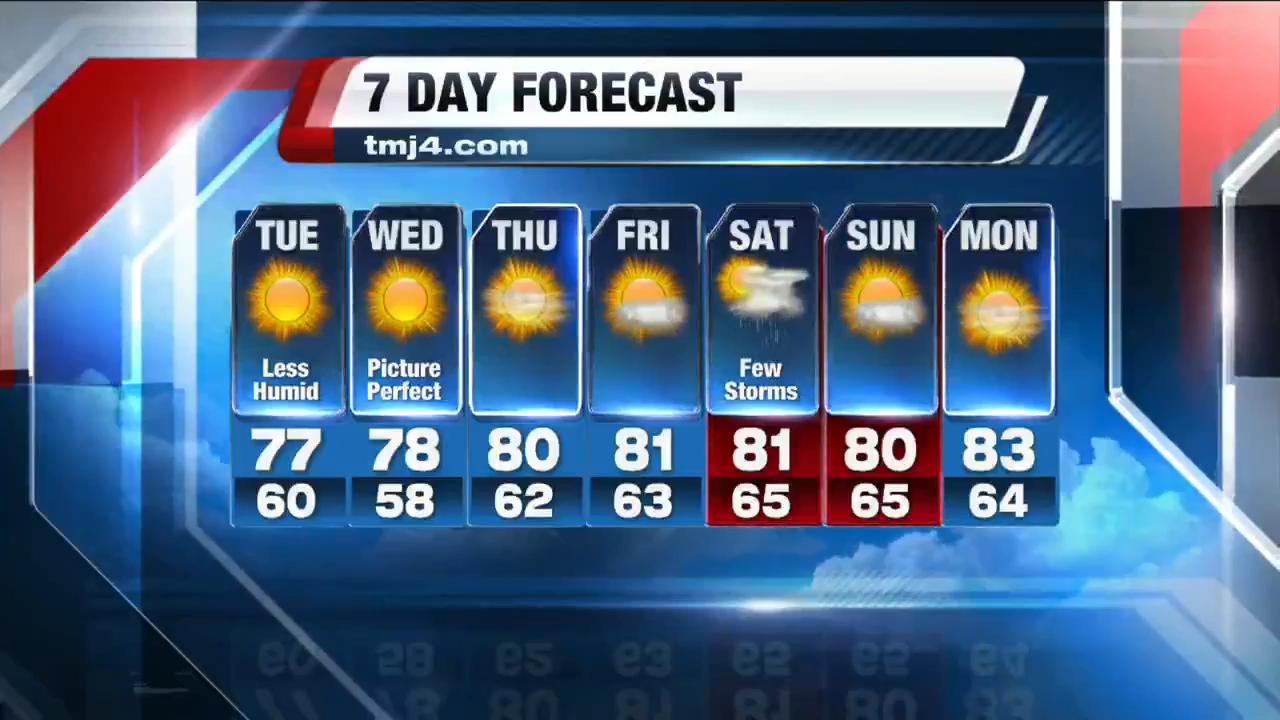 7 DAY FORECAST
tmj4.com
TUE WED THU FRI SAT SUN MON
Less Picture Few
Humid Perfect Storms
77 78 80 81 81 80 83
60 58 62 63 65 65 64